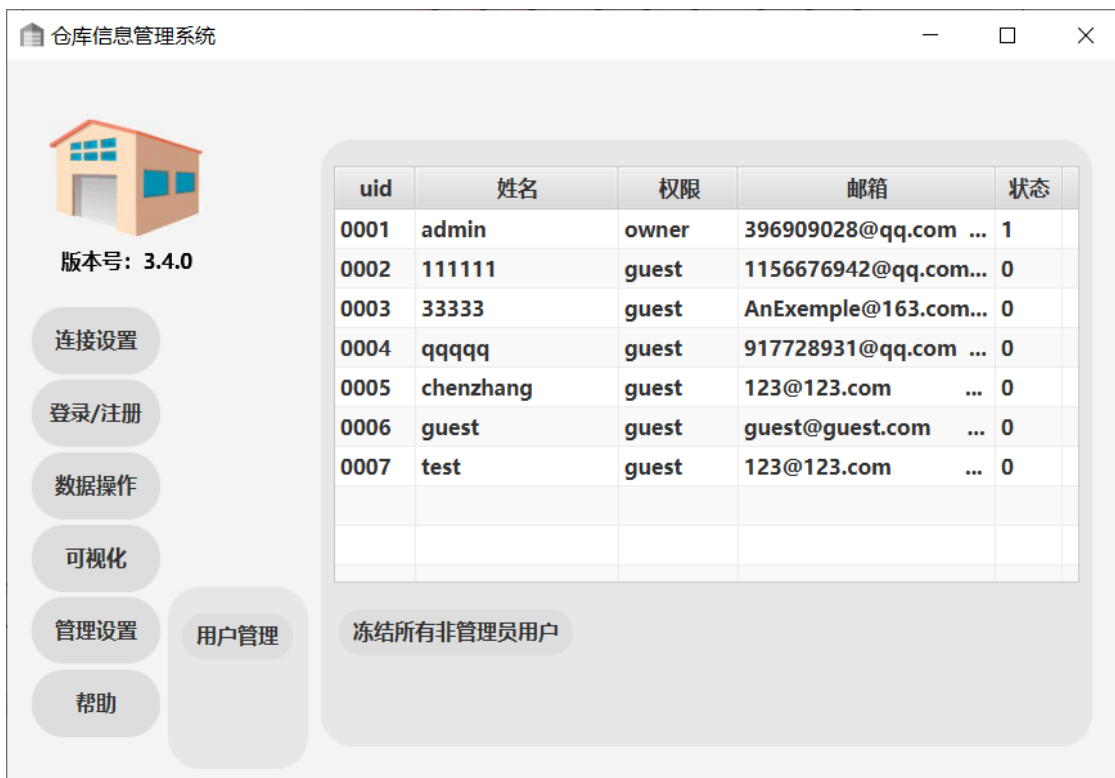 仓库信息管理系统
版本号：3.4.0
连接设置
登录/注册
数据操作
可视化
管理设置
帮助
用户管理
uid 姓名 权限 邮箱 状态
0001 admin owner 396909028@qq.com ... 1
0002 111111 guest 1156676942@qq.com... 0
0003 33333 guest AnExemple@163.com... 0
0004 qqqqq guest 917728931@qq.com ... 0
0005 chenzhang guest 123@123.com ... 0
0006 guest guest guest@guest.com ... 0
0007 test guest 123@123.com ... 0
冻结所有非管理员用户